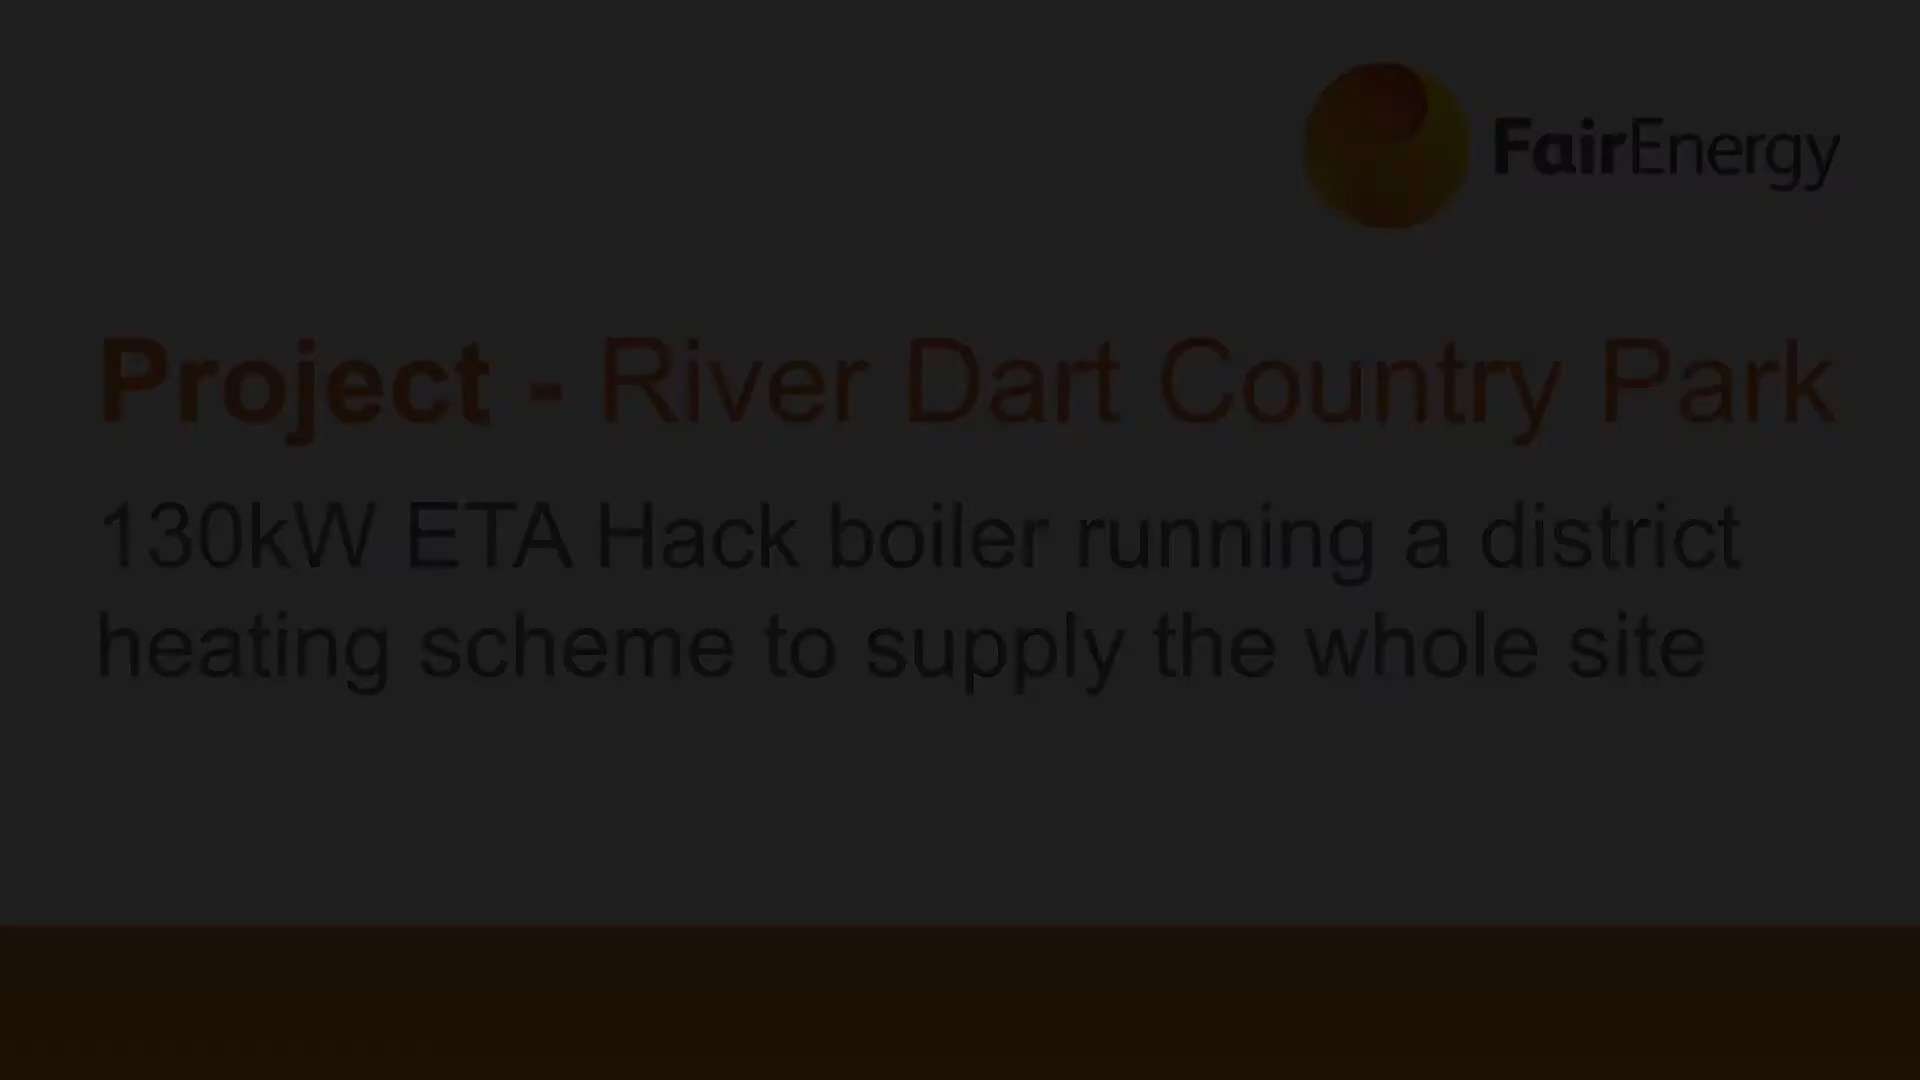 FairEnergy
Project - River Dart Country Park
130kW ETA Hack boiler running a district
heating scheme to supply the whole site